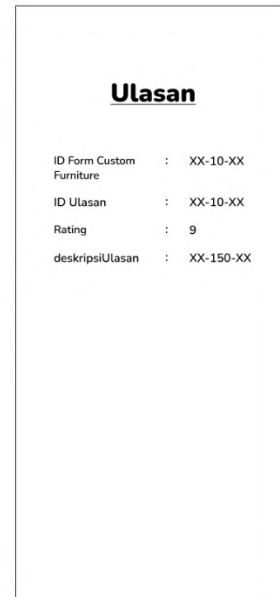 Ulasan
ID Form Custom Furniture : XX-10-XX
ID Ulasan : XX-10-XX
Rating : 9
deskripsiUlasan : XX-150-XX